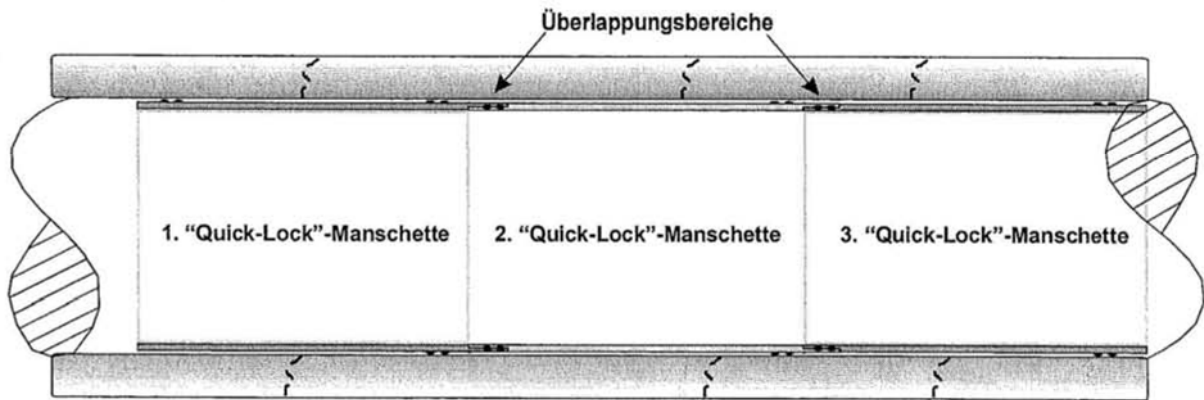 Überlappungsbereiche
1. “Quick-Lock”-Manschette
2. “Quick-Lock”-Manschette
3. “Quick-Lock”-Manschette